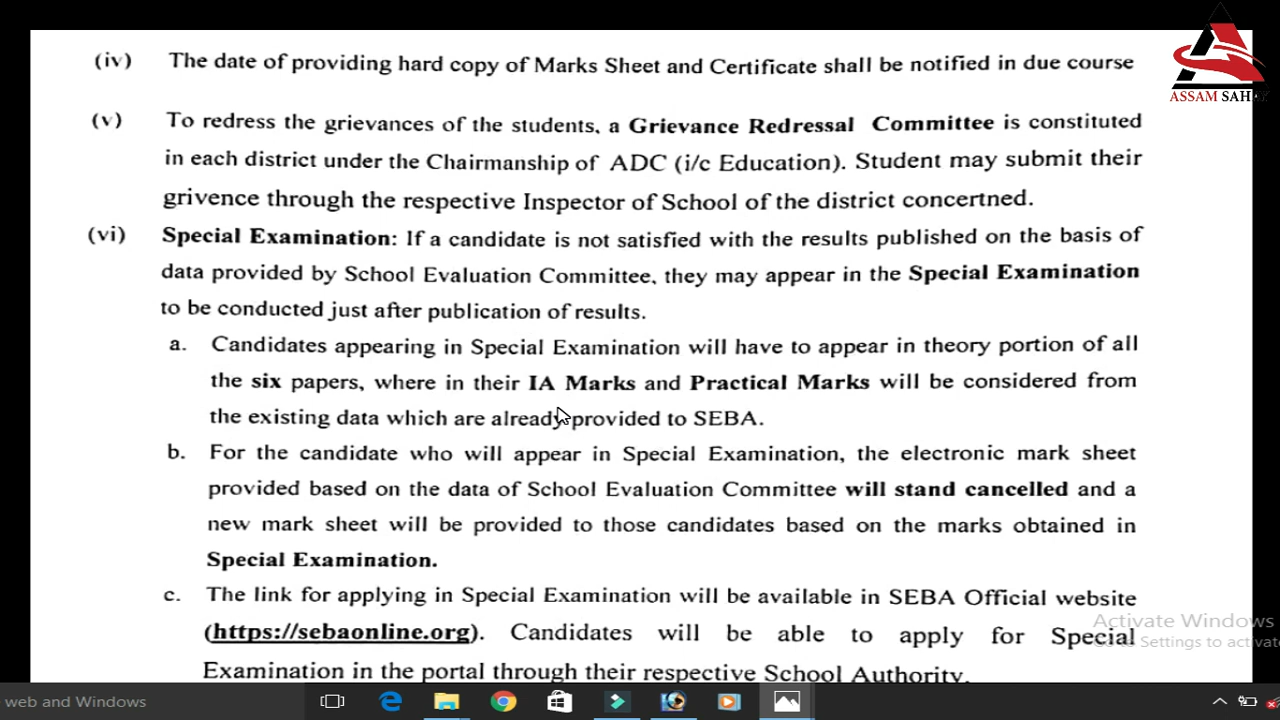 (iv) The date of providing hard copy of Marks Sheet and Certificate shall be notified in due course
ASSAM SAHAY
(v) To redress the grievances of the students, a Grievance Redressal Committee is constituted
in each district under the Chairmanship of ADC (i/c Education). Student may submit their
grivence through the respective Inspector of School of the district concertned.
(vi) Special Examination: If a candidate is not satisfied with the results published on the basis of
data provided by School Evaluation Committee, they may appear in the Special Examination
to be conducted just after publication of results.
a. Candidates appearing in Special Examination will have to appear in theory portion of all
the six papers, where in their IA Marks and Practical Marks will be considered from
the existing data which are already provided to SEBA.
b. For the candidate who will appear in Special Examination, the electronic mark sheet
provided based on the data of School Evaluation Committee will stand cancelled and a
new mark sheet will be provided to those candidates based on the marks obtained in
Special Examination.
c. The link for applying in Special Examination will be available in SEBA Official website
(https://sebaonline.org). Candidates will be able to apply for Special
Examination in the portal through their respective School Authority.
Activate Windows
Go to Settings to activate
web and Windows